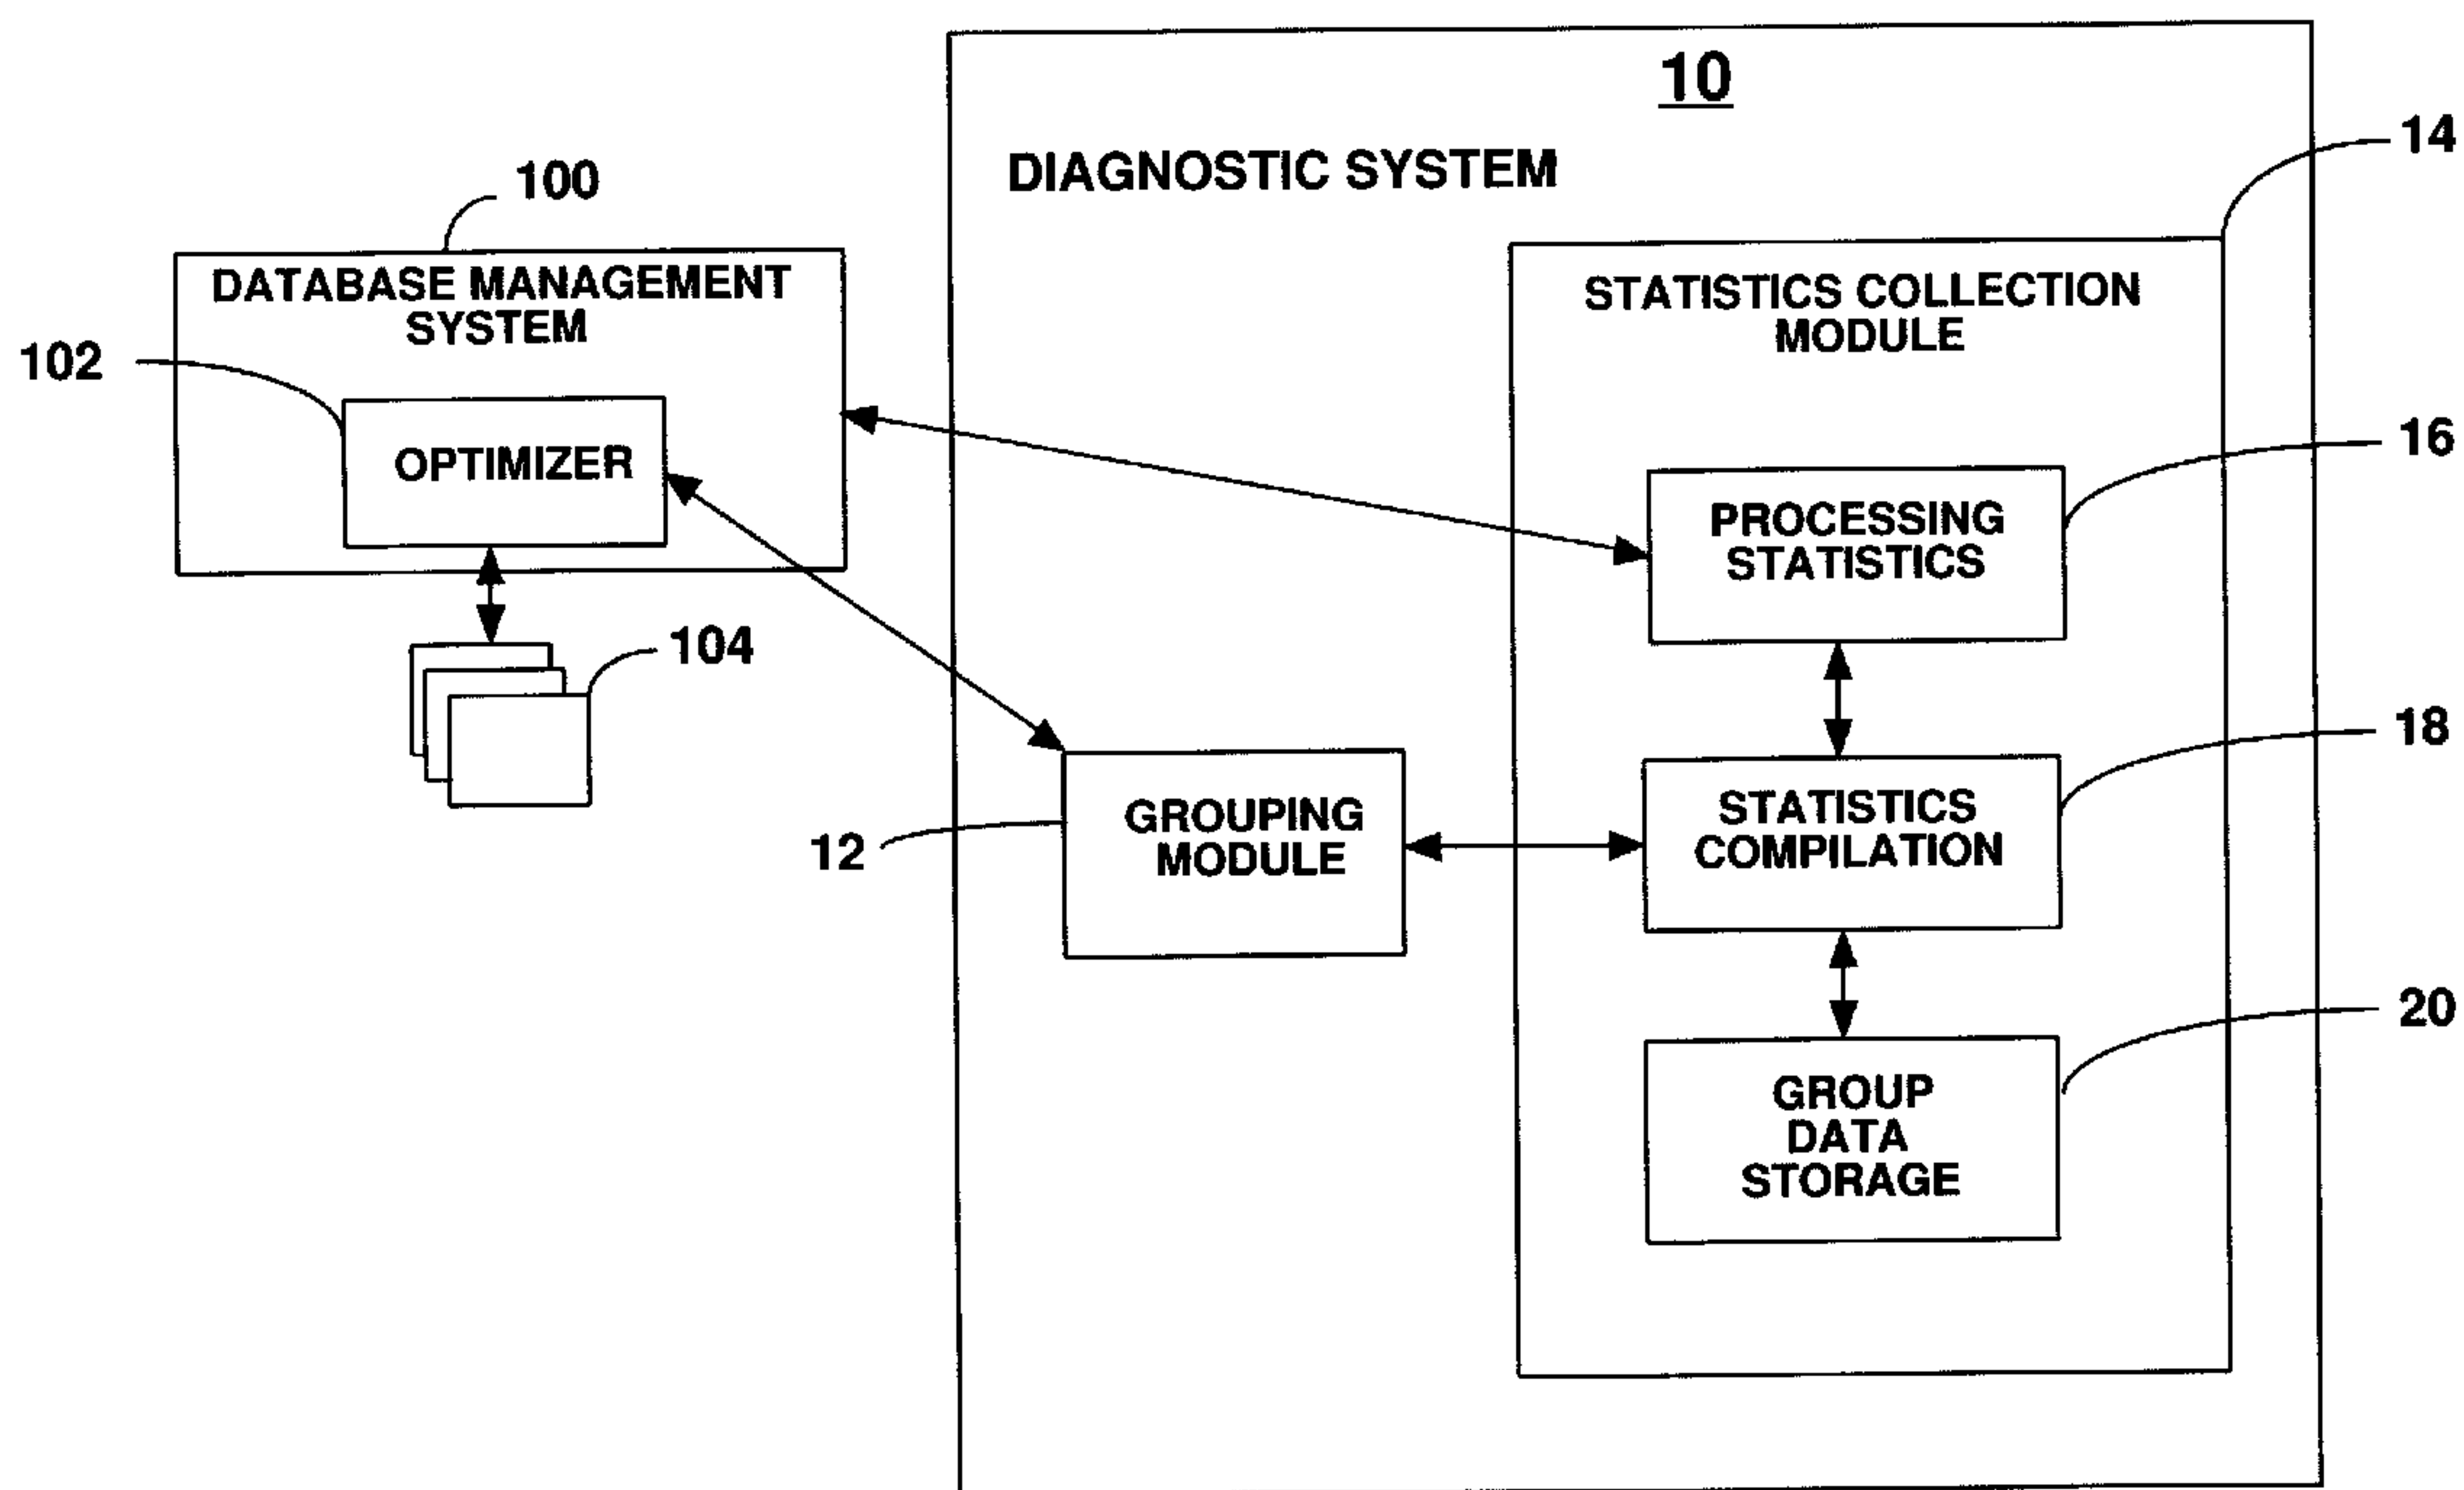 10
DIAGNOSTIC SYSTEM
14
100
DATABASE MANAGEMENT
SYSTEM
102
OPTIMIZER
104
STATISTICS COLLECTION
MODULE
16
PROCESSING
STATISTICS
18
12
GROUPING
MODULE
STATISTICS
COMPILATION
20
GROUP
DATA
STORAGE